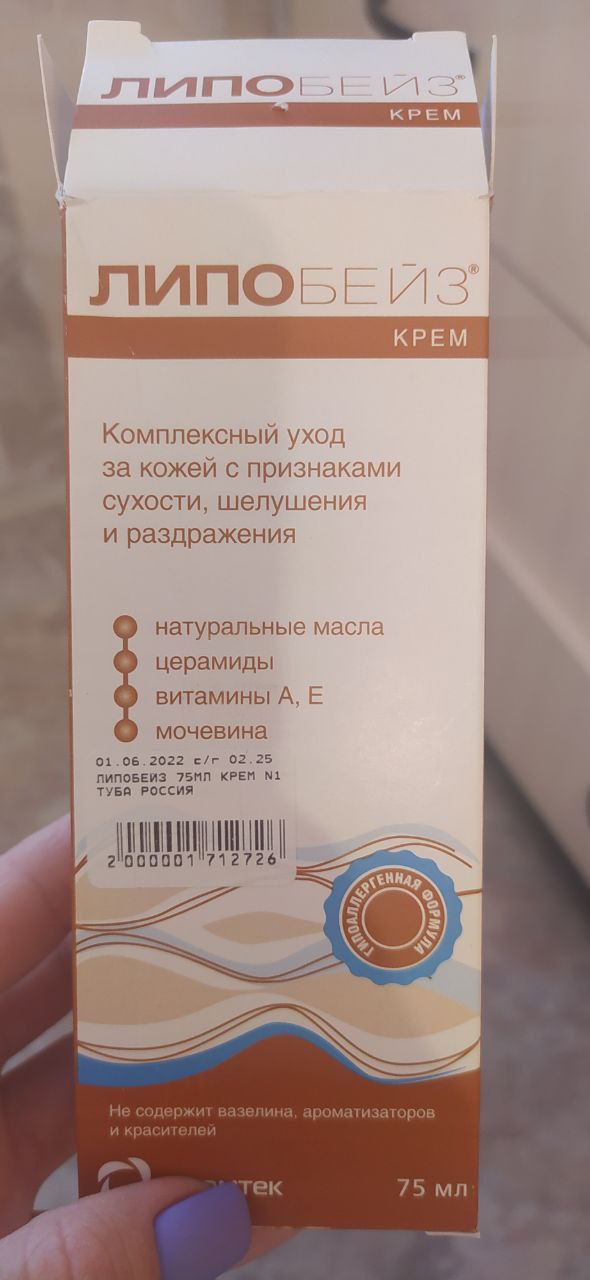 ЛИПОБЕЙЗ®
КРЕМ
ЛИПОБЕЙЗ®
КРЕМ
Комплексный уход
за кожей с признаками
сухости, шелушения
и раздражения
натуральные масла
церамиды
витамины А, Е
мочевина
01.06.2022 с/г 02.25
ЛИПОБЕЙЗ 75МЛ КРЕМ N1
ТУБА РОССИЯ
2 000001 712726
ГИПОАЛЛЕРГЕННАЯ ФОРМУЛА
Не содержит вазелина, ароматизаторов
и красителей
75 мл